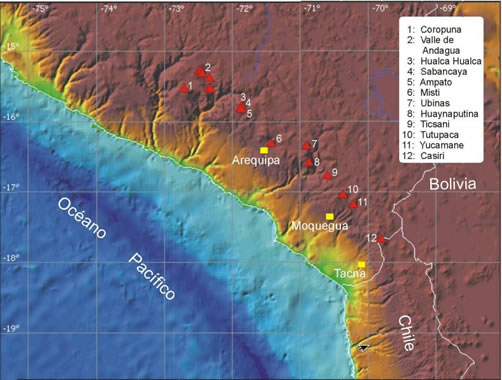 -75° -74° -73° -72° -71° -70° -69°
-15°
-16°
-17°
-18°
-19°
1: Coropuna
2: Valle de
Andagua
3: Hualca Hualca
4: Sabancaya
5: Ampato
6: Misti
7: Ubinas
8: Huaynaputina
9: Ticsani
10: Tutupaca
11: Yucamane
12: Casiri
2
1
3
4
5
6
7
Arequipa
8
9
Bolivia
10
11
Océano
Moquegua
12
Pacífico
Tacna
Chile